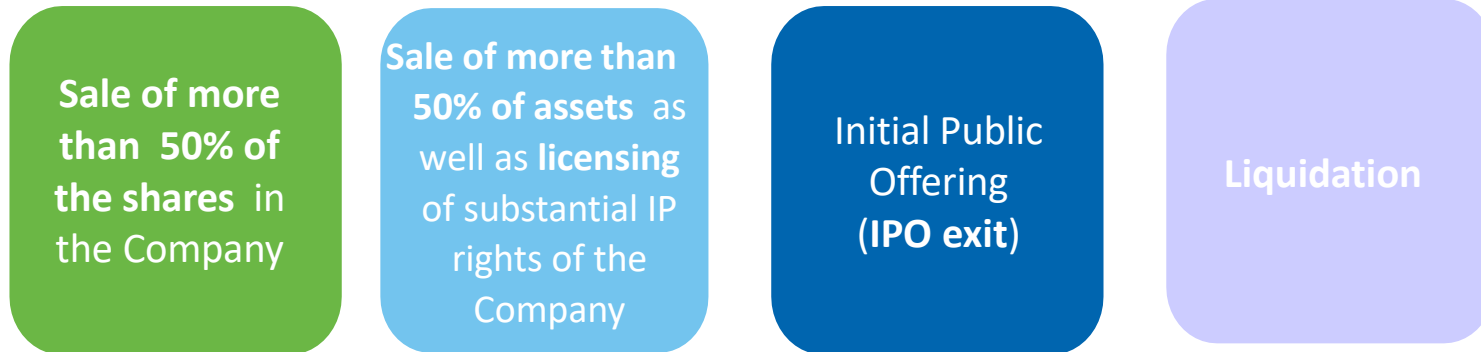 Sale of more
than 50% of
the shares in
the Company
Sale of more than
50% of assets as
well as licensing
of substantial IP
rights of the
Company
Initial Public
Offering
(IPO exit)
Liquidation